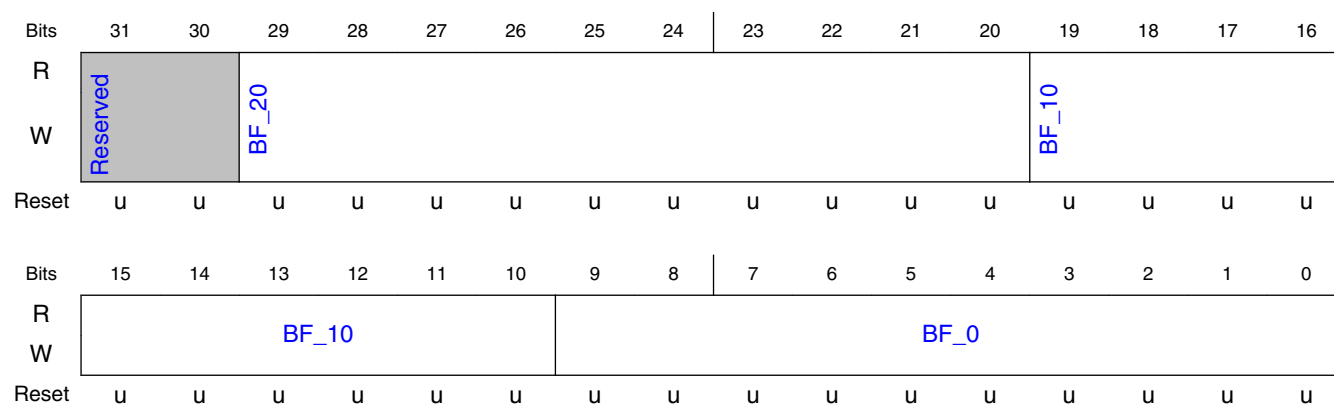 Bits 31 30 29 28 27 26 25 24 23 22 21 20 19 18 17 16
R
W
Reserved
BF_20
BF_10
Reset u u u u u u u u u u u u u u u u
Bits 15 14 13 12 11 10 9 8 7 6 5 4 3 2 1 0
R
W
BF_10 BF_0
Reset u u u u u u u u u u u u u u u u